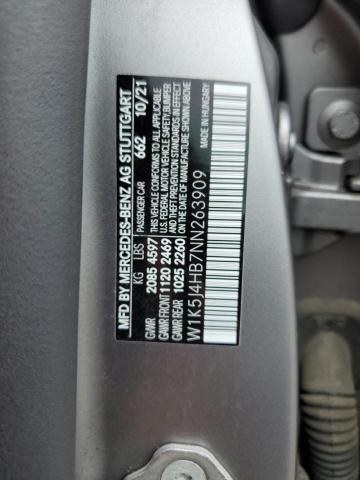 MFD BY MERCEDES-BENZ AG STUTTGART
KG LBS PASSENGER CAR 662 10/21
GVWR 2085 4597 THIS VEHICLE CONFORMS TO ALL APPLICABLE
GAWR FRONT 1120 2469 U.S. FEDERAL MOTOR VEHICLE SAFETY, BUMPER
GAWR REAR 1025 2260 AND THEFT PREVENTION STANDARDS IN EFFECT
ON THE DATE OF MANUFACTURE SHOWN ABOVE
MADE IN HUNGARY
W1K5J4HB7NN263909